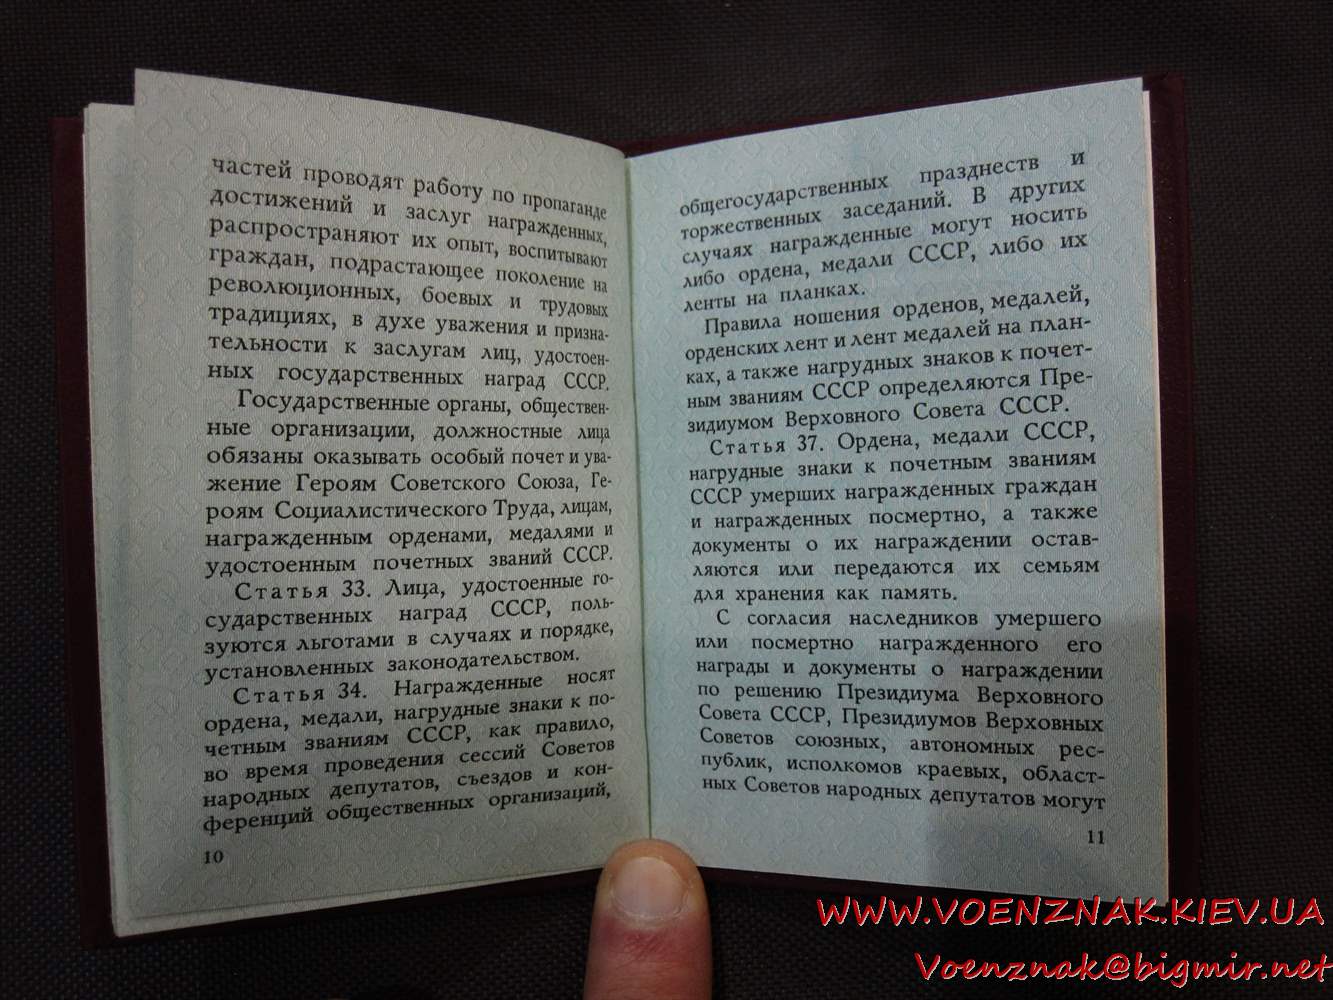 частей проводят работу по пропаганде
достижений и заслуг награжденных,
распространяют их опыт, воспитывают
граждан, подрастающее поколение на
революционных, боевых и трудовых
традициях, в духе уважения и призна-
тельности к заслугам лиц, удостоен-
ных государственных наград СССР.
Государственные органы, обществен-
ные организации, должностные лица
обязаны оказывать особый почет и ува-
жение Героям Советского Союза, Ге-
роям Социалистического Труда, лицам,
награжденным орденами, медалями и
удостоенным почетных званий СССР.
Статья 33. Лица, удостоенные го-
сударственных наград СССР, поль-
зуются льготами в случаях и порядке,
установленных законодательством.
Статья 34. Награжденные носят
ордена, медали, нагрудные знаки к по-
четным званиям СССР, как правило,
во время проведения сессий Советов
народных депутатов, съездов и кон-
ференций общественных организаций,
10
общегосударственных празднеств и
торжественных заседаний. В других
случаях награжденные могут носить
либо ордена, медали СССР, либо их
ленты на планках.
Правила ношения орденов, медалей,
орденских лент и лент медалей на план-
ках, а также нагрудных знаков к почет-
ным званиям СССР определяются Пре-
зидиумом Верховного Совета СССР.
Статья 37. Ордена, медали СССР,
нагрудные знаки к почетным званиям
СССР умерших награжденных граждан
и награжденных посмертно, а также
документы о их награждении остав-
ляются или передаются их семьям
для хранения как память.
С согласия наследников умершего
или посмертно награжденного его
награды и документы о награждении
по решению Президиума Верховного
Совета СССР, Президиумов Верховных
Советов союзных, автономных рес-
публик, исполкомов краевых, област-
ных Советов народных депутатов могут
11
WWW.VOENZNAK.KIEV.UA
Voenznak@bigmir.net